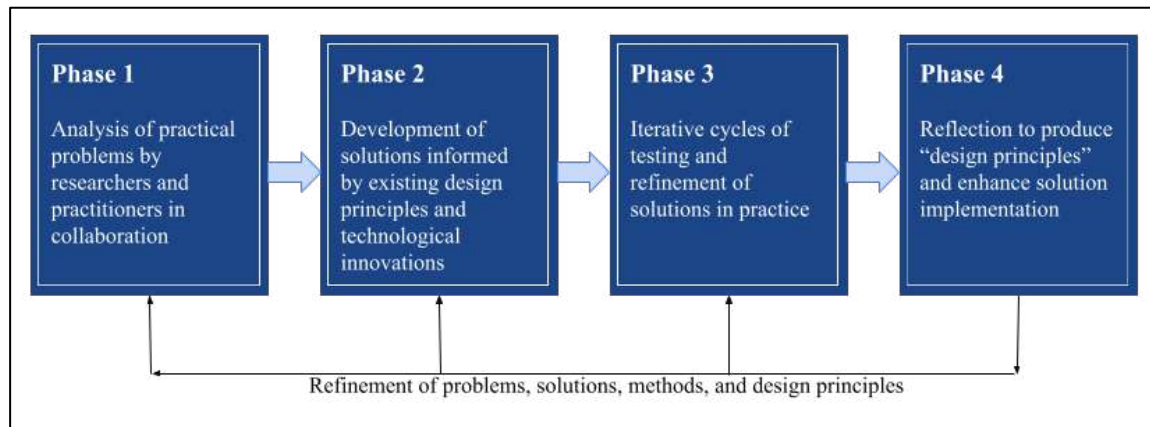 Phase 1
Analysis of practical
problems by
researchers and
practitioners in
collaboration
Phase 2
Development of
solutions informed
by existing design
principles and
technological
innovations
Phase 3
Iterative cycles of
testing and
refinement of
solutions in practice
Phase 4
Reflection to produce
“design principles”
and enhance solution
implementation
Refinement of problems, solutions, methods, and design principles